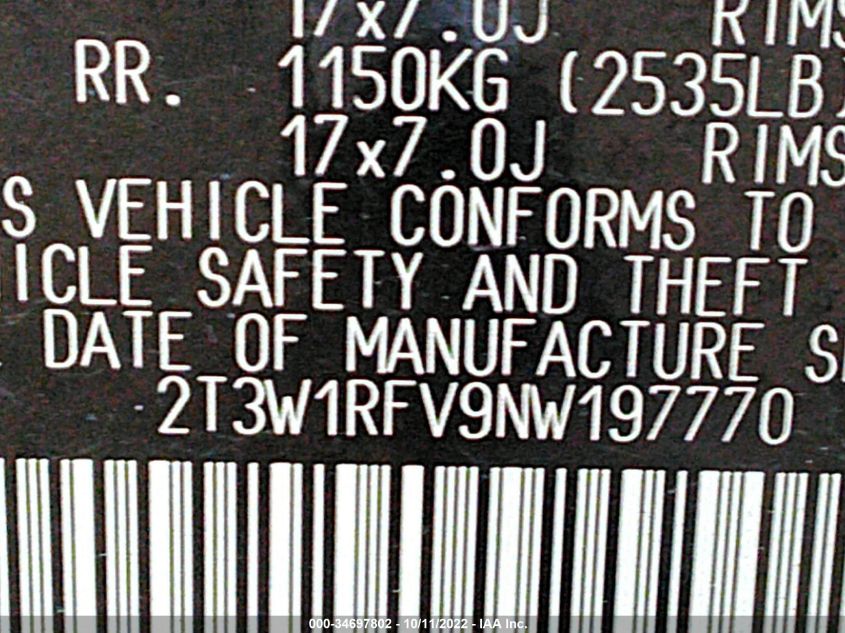 17x7.0J RIMS
RR. 1150KG (2535LB)
17x7.0J RIMS
S VEHICLE CONFORMS TO
ICLE SAFETY AND THEFT
DATE OF MANUFACTURE S
2T3W1RFV9NW197770
000-34697802 - 10/11/2022 - IAA Inc.